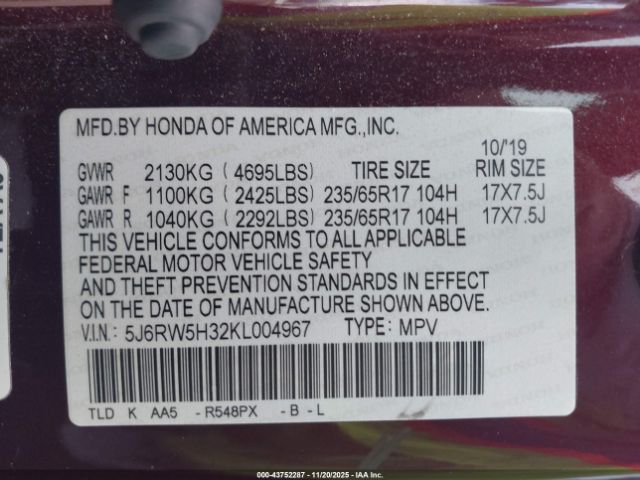 MFD.BY HONDA OF AMERICA MFG.,INC.
10/'19
GVWR 2130KG ( 4695LBS) TIRE SIZE RIM SIZE
GAWR F 1100KG ( 2425LBS) 235/65R17 104H 17X7.5J
GAWR R 1040KG ( 2292LBS) 235/65R17 104H 17X7.5J
THIS VEHICLE CONFORMS TO ALL APPLICABLE
FEDERAL MOTOR VEHICLE SAFETY
AND THEFT PREVENTION STANDARDS IN EFFECT
ON THE DATE OF MANUFACTURE SHOWN ABOVE.
V.I.N.: 5J6RW5H32KL004967 TYPE: MPV
TLD K AA5 - R548PX - B - L
000-43752287 - 11/20/2025 - IAA Inc.